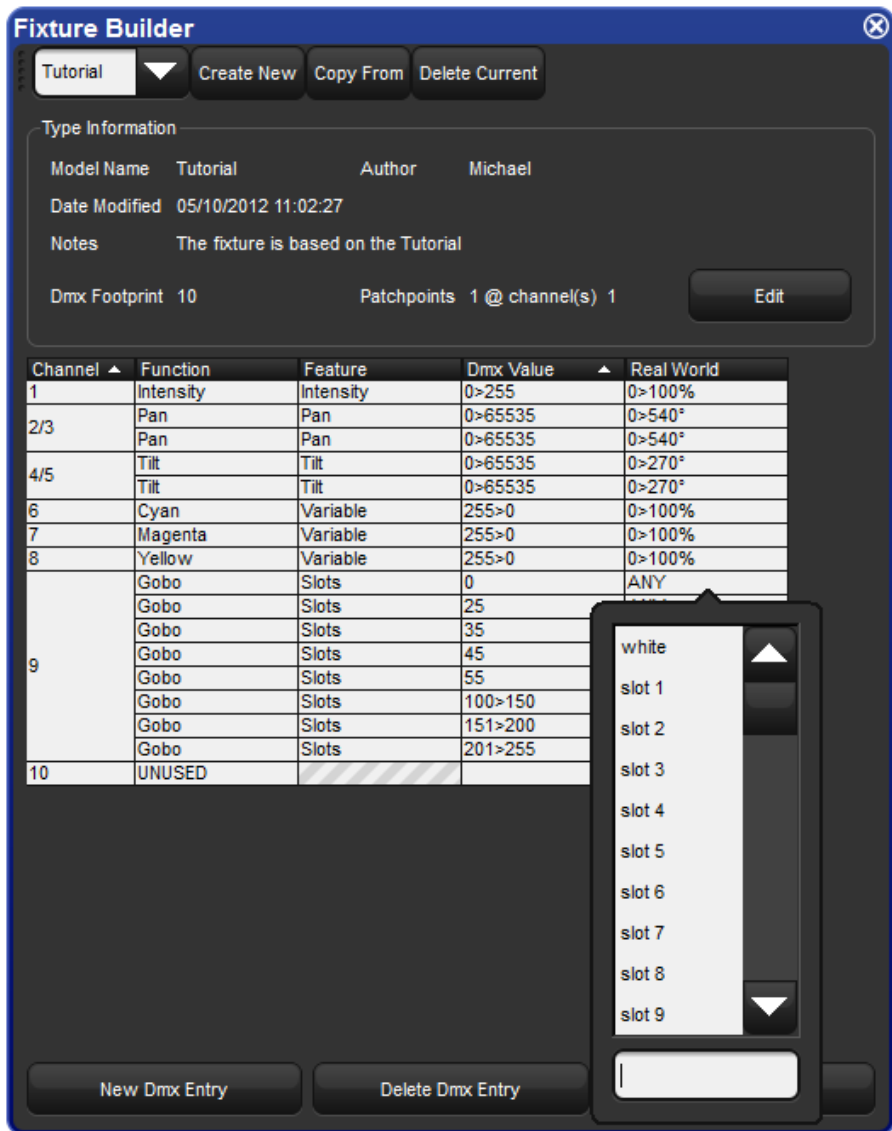 Fixture Builder
Tutorial Create New Copy From Delete Current
Type Information
Model Name Tutorial Author Michael
Date Modified 05/10/2012 11:02:27
Notes The fixture is based on the Tutorial
Dmx Footprint 10 Patchpoints 1 @ channel(s) 1 Edit
Channel Function Feature Dmx Value Real World
1 Intensity Intensity 0>255 0>100%
2/3 Pan Pan 0>65535 0>540°
Pan Pan 0>65535 0>540°
4/5 Tilt Tilt 0>65535 0>270°
Tilt Tilt 0>65535 0>270°
6 Cyan Variable 255>0 0>100%
7 Magenta Variable 255>0 0>100%
8 Yellow Variable 255>0 0>100%
9 Gobo Slots 0 ANY
Gobo Slots 25
Gobo Slots 35
Gobo Slots 45
Gobo Slots 55
Gobo Slots 100>150
Gobo Slots 151>200
Gobo Slots 201>255
10 UNUSED
white
slot 1
slot 2
slot 3
slot 4
slot 5
slot 6
slot 7
slot 8
slot 9
New Dmx Entry Delete Dmx Entry